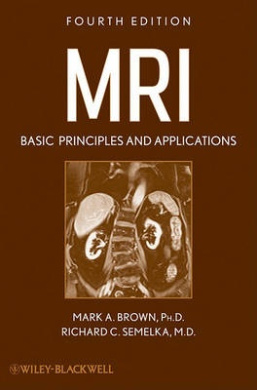 FOURTH EDITION
MRI
BASIC PRINCIPLES AND APPLICATIONS
MARK A. BROWN, PH.D.
RICHARD C. SEMELKA, M.D.
WILEY-BLACKWELL